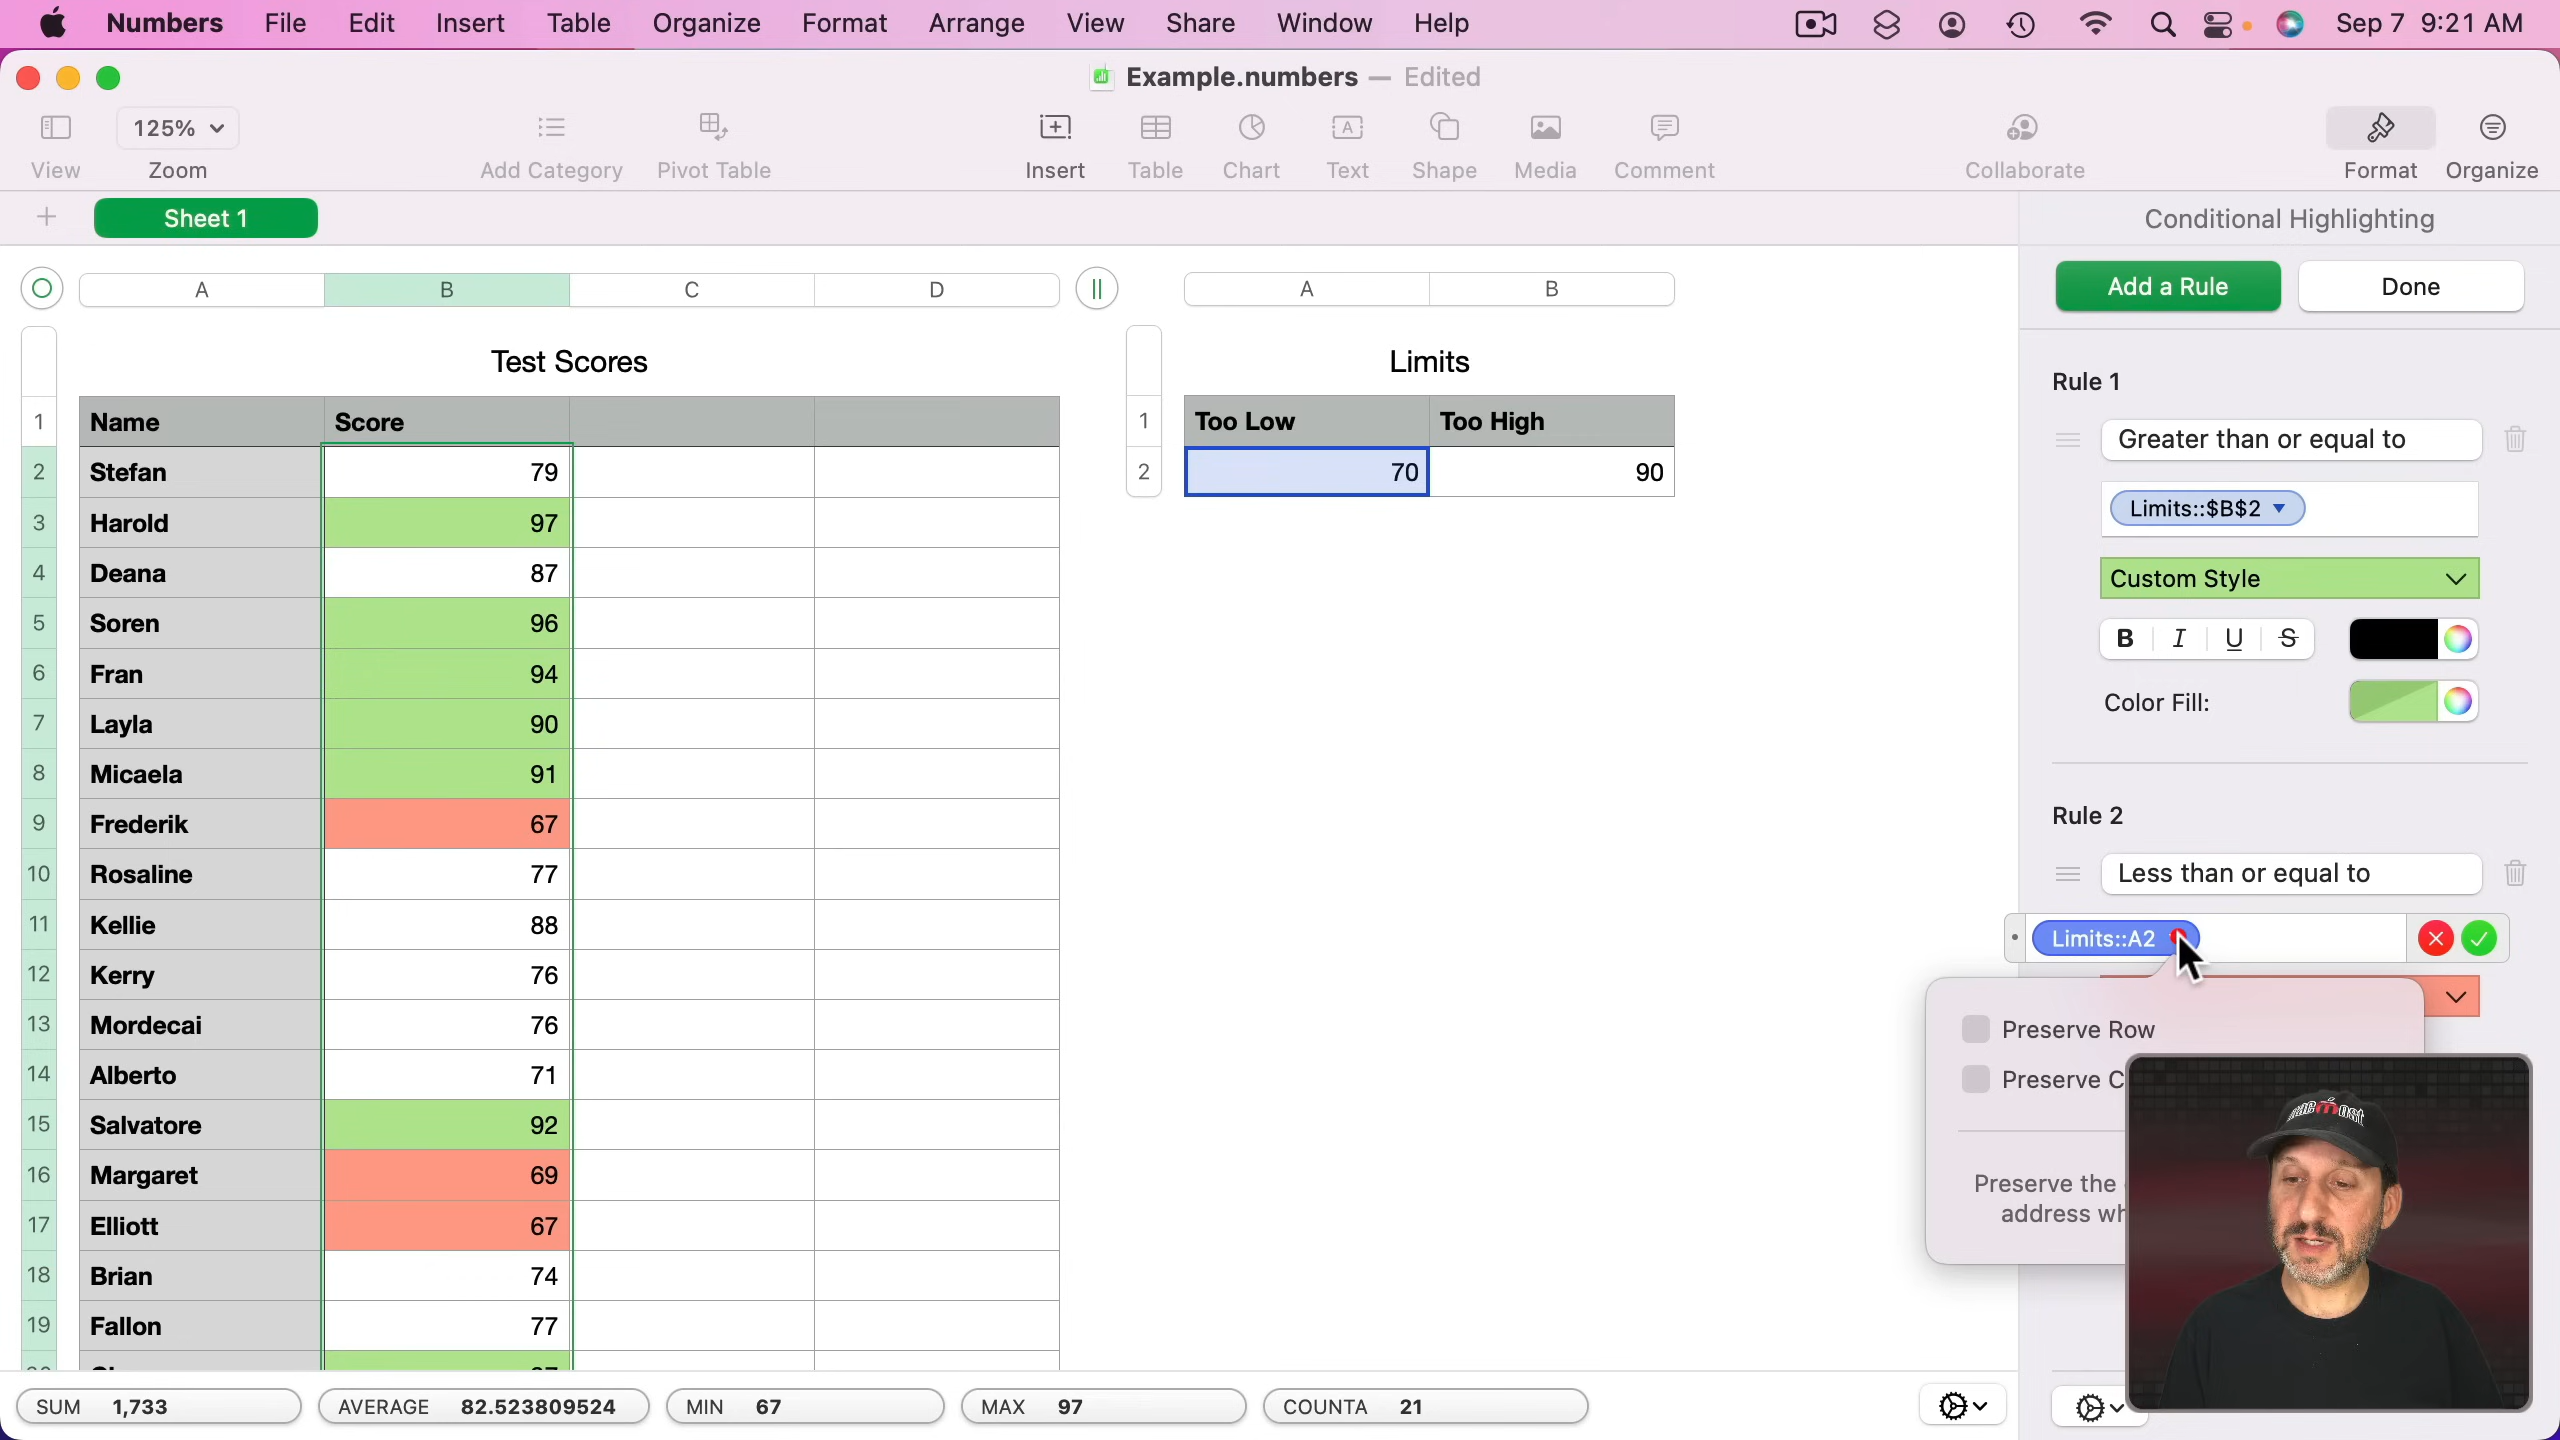 Numbers File Edit Insert Table Organize Format Arrange View Share Window Help Sep 7 9:21 AM
Example.numbers — Edited
125%
View Zoom Add Category Pivot Table Insert Table Chart Text Shape Media Comment Collaborate Format Organize
Sheet 1
Conditional Highlighting
Add a Rule Done
A B C D
A B
Test Scores
Limits
1 Name Score
2 Stefan 79
3 Harold 97
4 Deana 87
5 Soren 96
6 Fran 94
7 Layla 90
8 Micaela 91
9 Frederik 67
10 Rosaline 77
11 Kellie 88
12 Kerry 76
13 Mordecai 76
14 Alberto 71
15 Salvatore 92
16 Margaret 69
17 Elliott 67
18 Brian 74
19 Fallon 77
1 Too Low Too High
2 70 90
Rule 1
Greater than or equal to
Limits::$B$2
Custom Style
B I U S
Color Fill:
Rule 2
Less than or equal to
Limits::A2
Preserve Row
Preserve C
Preserve the
address wh
macmost
SUM 1,733 AVERAGE 82.523809524 MIN 67 MAX 97 COUNTA 21